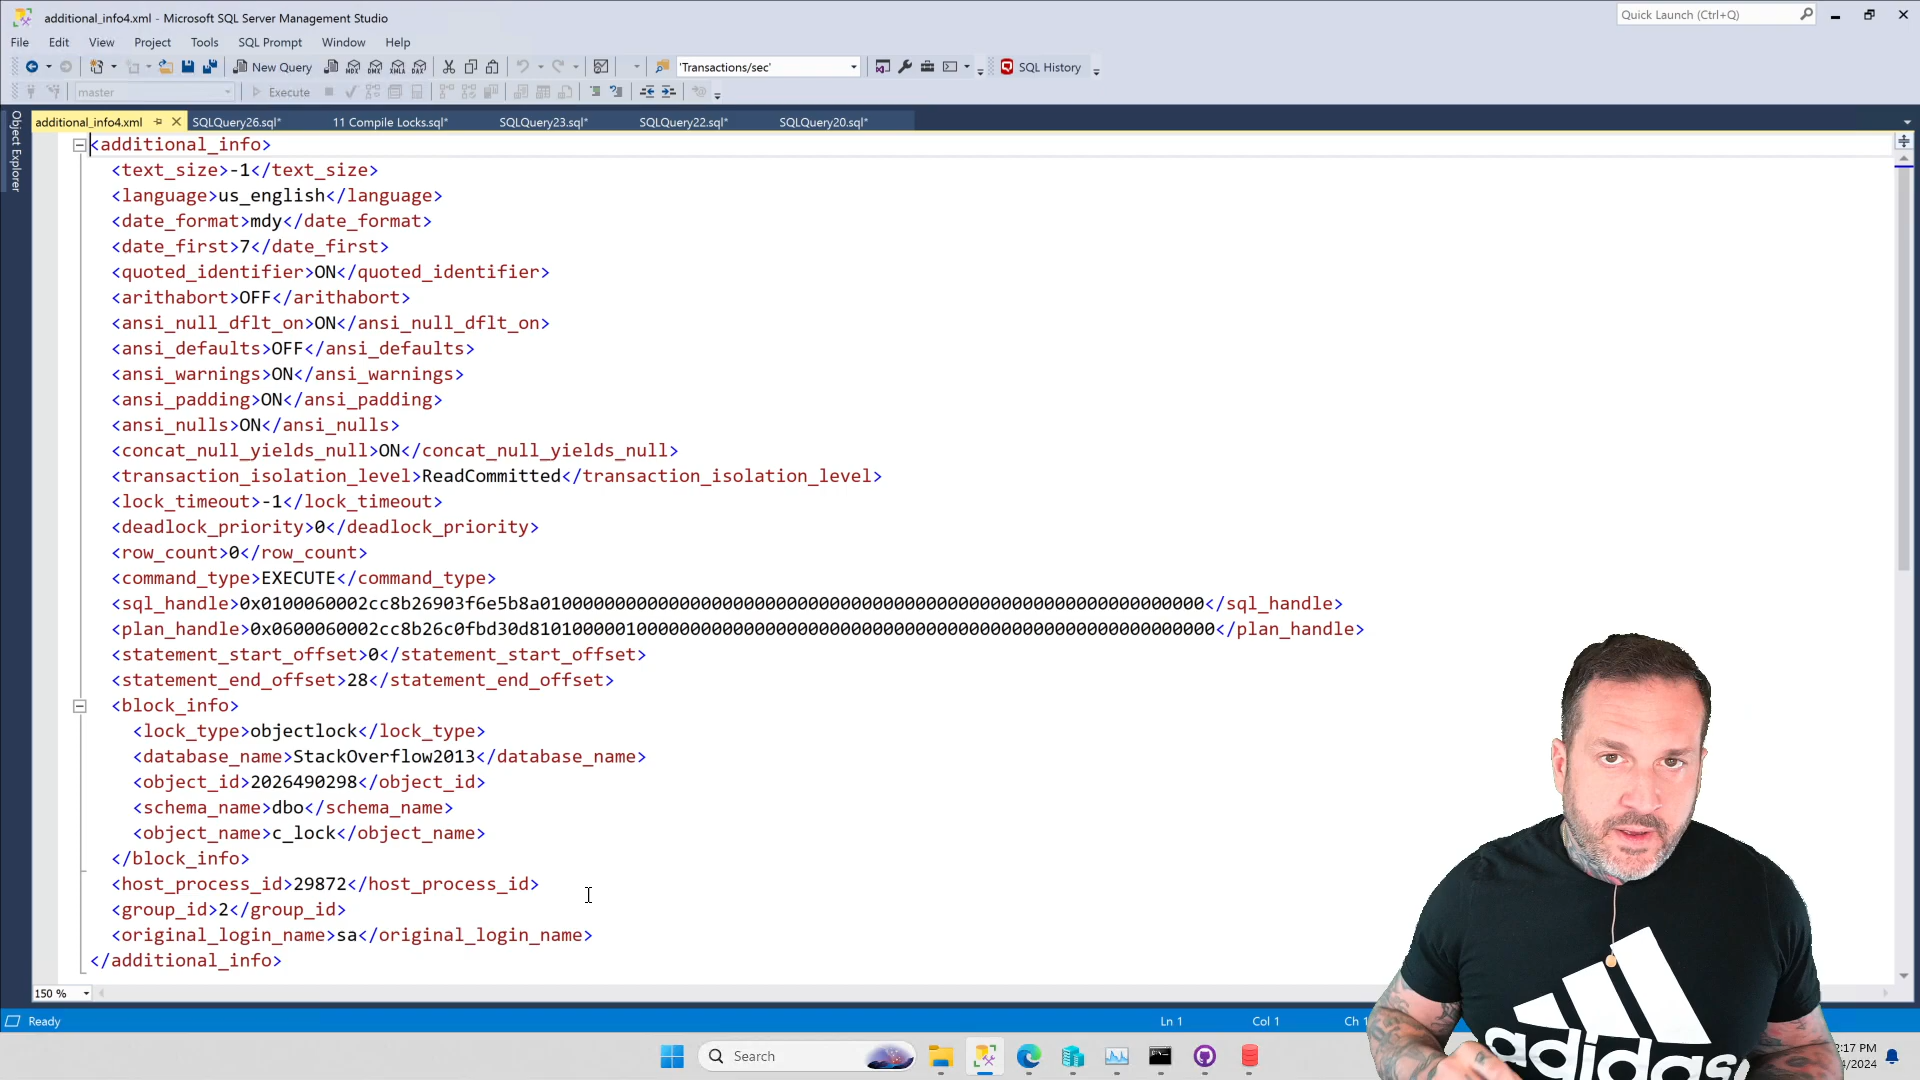 additional_info4.xml - Microsoft SQL Server Management Studio
Quick Launch (Ctrl+Q)
File Edit View Project Tools SQL Prompt Window Help
New Query
'Transactions/sec'
SQL History
master
Execute
Object Explorer
additional_info4.xml SQLQuery26.sql* 11 Compile Locks.sql* SQLQuery23.sql* SQLQuery22.sql* SQLQuery20.sql*
<additional_info>
<text_size>-1</text_size>
<language>us_english</language>
<date_format>mdy</date_format>
<date_first>7</date_first>
<quoted_identifier>ON</quoted_identifier>
<arithabort>OFF</arithabort>
<ansi_null_dflt_on>ON</ansi_null_dflt_on>
<ansi_defaults>OFF</ansi_defaults>
<ansi_warnings>ON</ansi_warnings>
<ansi_padding>ON</ansi_padding>
<ansi_nulls>ON</ansi_nulls>
<concat_null_yields_null>ON</concat_null_yields_null>
<transaction_isolation_level>ReadCommitted</transaction_isolation_level>
<lock_timeout>-1</lock_timeout>
<deadlock_priority>0</deadlock_priority>
<row_count>0</row_count>
<command_type>EXECUTE</command_type>
<sql_handle>0x0100060002cc8b26903f6e5b8a010000000000000000000000000000000000000000000000000000000000</sql_handle>
<plan_handle>0x0600060002cc8b26c0fbd30d8101000001000000000000000000000000000000000000000000000000000000</plan_handle>
<statement_start_offset>0</statement_start_offset>
<statement_end_offset>28</statement_end_offset>
<block_info>
<lock_type>objectlock</lock_type>
<database_name>StackOverflow2013</database_name>
<object_id>2026490298</object_id>
<schema_name>dbo</schema_name>
<object_name>c_lock</object_name>
</block_info>
<host_process_id>29872</host_process_id>
<group_id>2</group_id>
<original_login_name>sa</original_login_name>
</additional_info>
150 %
Ready
Ln 1 Col 1 Ch 1
Search
2:17 PM
/2024
adidas